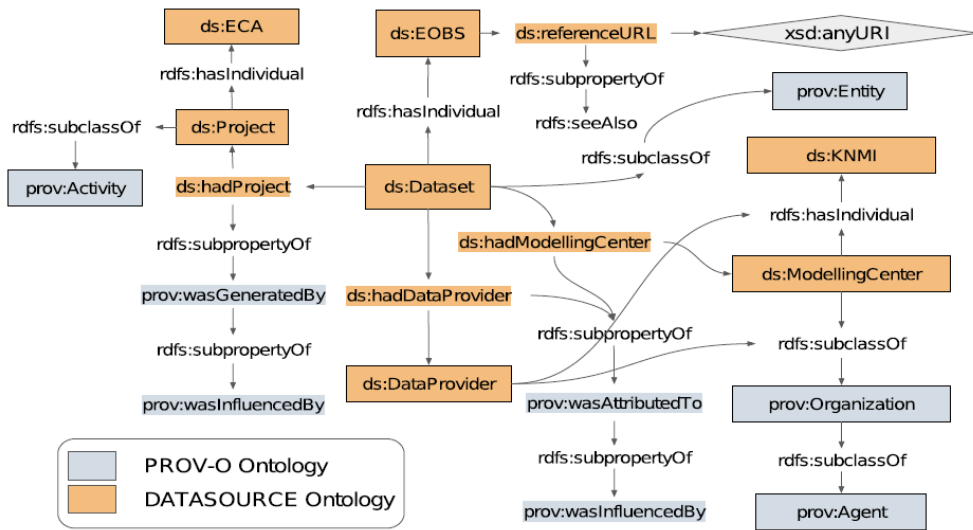 ds:ECA
ds:EOBS
ds:referenceURL
xsd:anyURI
rdfs:hasIndividual
rdfs:subpropertyOf
prov:Entity
rdfs:hasIndividual
rdfs:seeAlso
rdfs:subclassOf
ds:Project
rdfs:subclassOf
ds:KNMI
prov:Activity
ds:hadProject
ds:Dataset
rdfs:hasIndividual
rdfs:subpropertyOf
ds:hadModellingCenter
ds:ModellingCenter
prov:wasGeneratedBy
ds:hadDataProvider
rdfs:subpropertyOf
rdfs:subclassOf
rdfs:subpropertyOf
ds:DataProvider
prov:wasInfluencedBy
prov:wasAttributedTo
prov:Organization
PROV-O Ontology
rdfs:subpropertyOf
rdfs:subclassOf
DATASOURCE Ontology
prov:wasInfluencedBy
prov:Agent